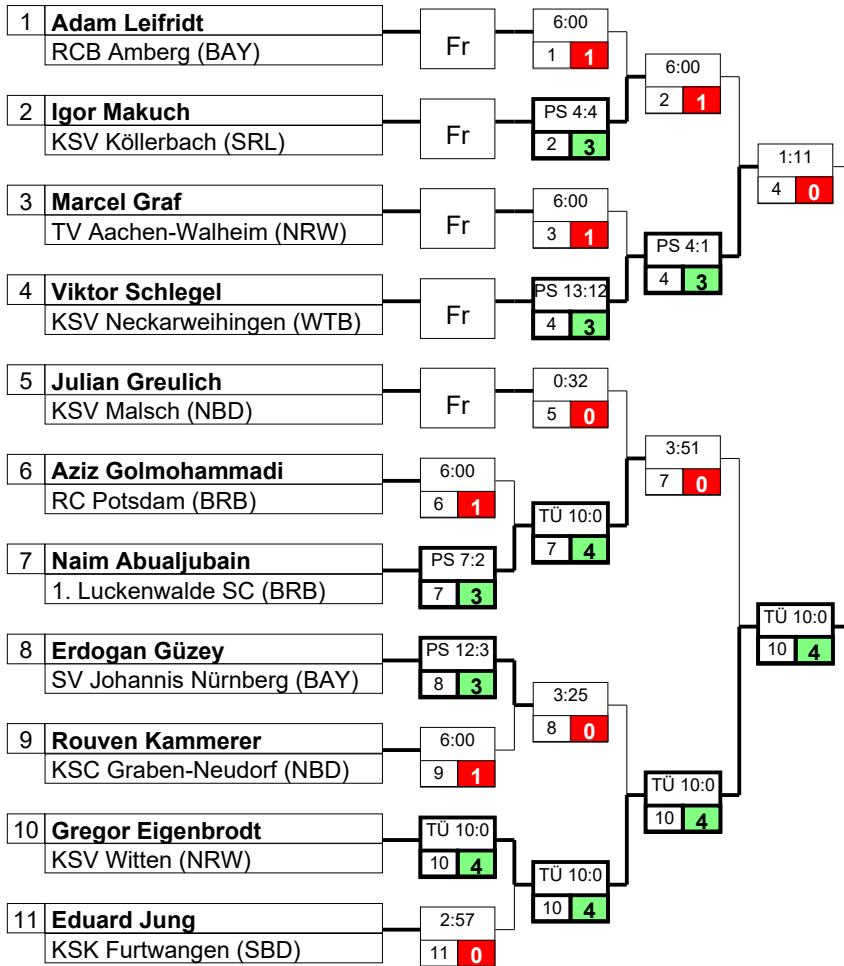 1 Adam Leifridt
RCB Amberg (BAY)
Fr
6:00
1 1
6:00
2 1
2 Igor Makuch
KSV Köllerbach (SRL)
Fr
PS 4:4
2 3
1:11
4 0
3 Marcel Graf
TV Aachen-Walheim (NRW)
Fr
6:00
3 1
PS 4:1
4 3
4 Viktor Schlegel
KSV Neckarweihingen (WTB)
Fr
PS 13:12
4 3
5 Julian Greulich
KSV Malsch (NBD)
Fr
0:32
5 0
3:51
7 0
6 Aziz Golmohammadi
RC Potsdam (BRB)
6:00
6 1
TÜ 10:0
7 4
7 Naim Abualjubain
1. Luckenwalde SC (BRB)
PS 7:2
7 3
TÜ 10:0
10 4
8 Erdogan Güzey
SV Johannis Nürnberg (BAY)
PS 12:3
8 3
3:25
8 0
9 Rouven Kammerer
KSC Graben-Neudorf (NBD)
6:00
9 1
TÜ 10:0
10 4
10 Gregor Eigenbrodt
KSV Witten (NRW)
TÜ 10:0
10 4
TÜ 10:0
10 4
11 Eduard Jung
KSK Furtwangen (SBD)
2:57
11 0